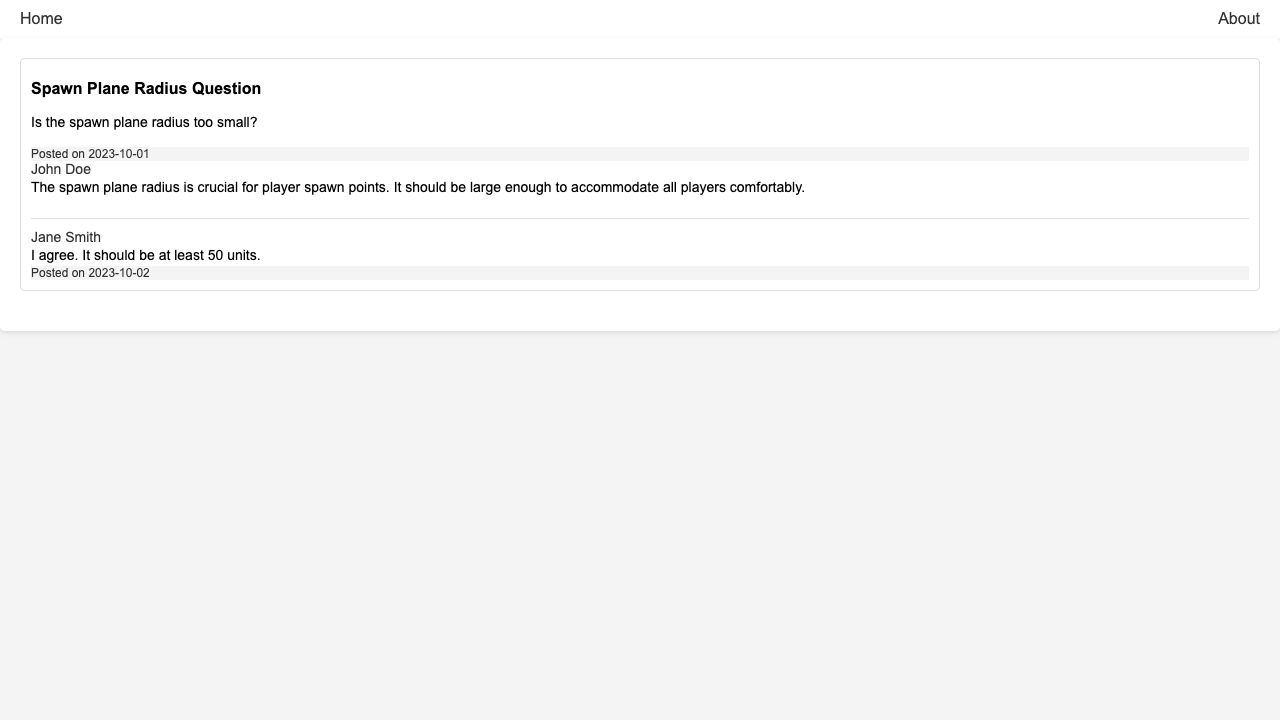 Home
About
Spawn Plane Radius Question
Is the spawn plane radius too small?
Posted on 2023-10-01
John Doe
The spawn plane radius is crucial for player spawn points. It should be large enough to accommodate all players comfortably.
Jane Smith
I agree. It should be at least 50 units.
Posted on 2023-10-02